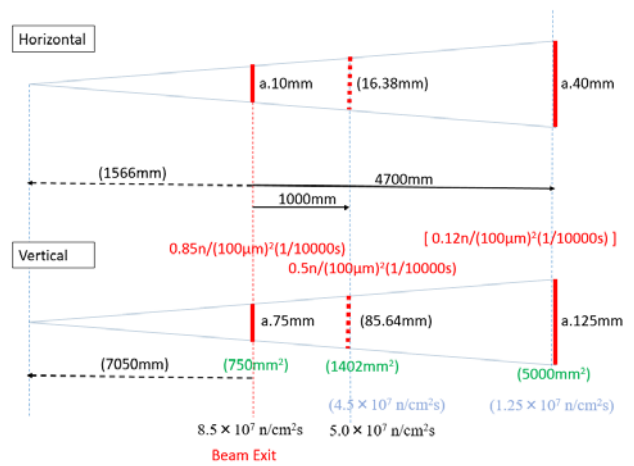 Horizontal
a.10mm
(16.38mm)
a.40mm
(1566mm)
4700mm
1000mm
0.85n/(100μm)²(1/10000s)
[ 0.12n/(100μm)²(1/10000s) ]
0.5n/(100μm)²(1/10000s)
Vertical
a.75mm
(85.64mm)
a.125mm
(7050mm)
(750mm²)
(1402mm²)
(5000mm²)
(4.5 × 10⁷ n/cm²s)
(1.25 × 10⁷ n/cm²s)
8.5 × 10⁷ n/cm²s
5.0 × 10⁷ n/cm²s
Beam Exit